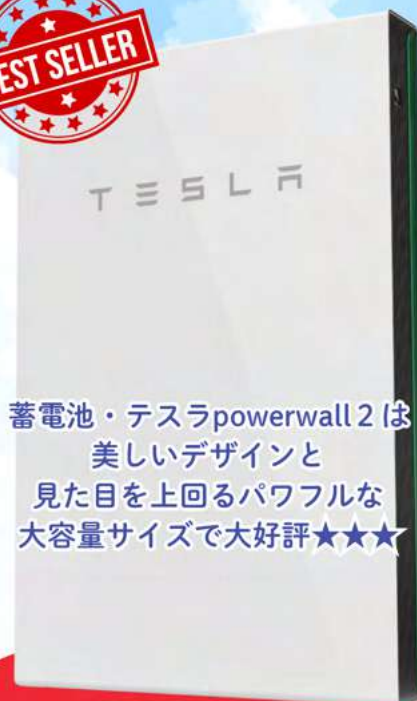 BEST SELLER
TESLA
蓄電池・テスラpowerwall２は
美しいデザインと
見た目を上回るパワフルな
大容量サイズで大好評★★★